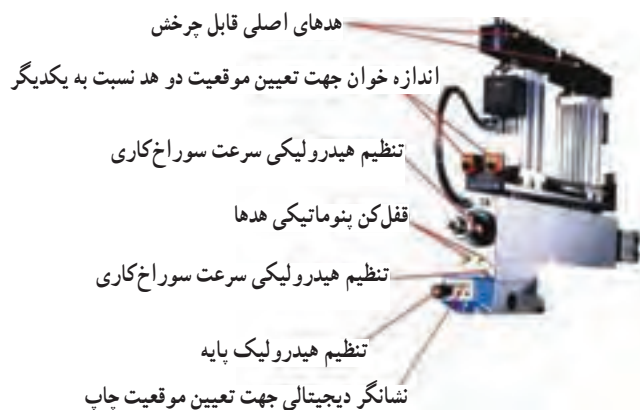 هدهای اصلی قابل چرخش
اندازه خوان جهت تعیین موقعیت دو هد نسبت به یکدیگر
تنظیم هیدرولیکی سرعت سوراخ‌کاری
قفل‌کن پنوماتیکی هدها
تنظیم هیدرولیکی سرعت سوراخ‌کاری
تنظیم هیدرولیک پایه
نشانگر دیجیتالی جهت تعیین موقعیت چاپ